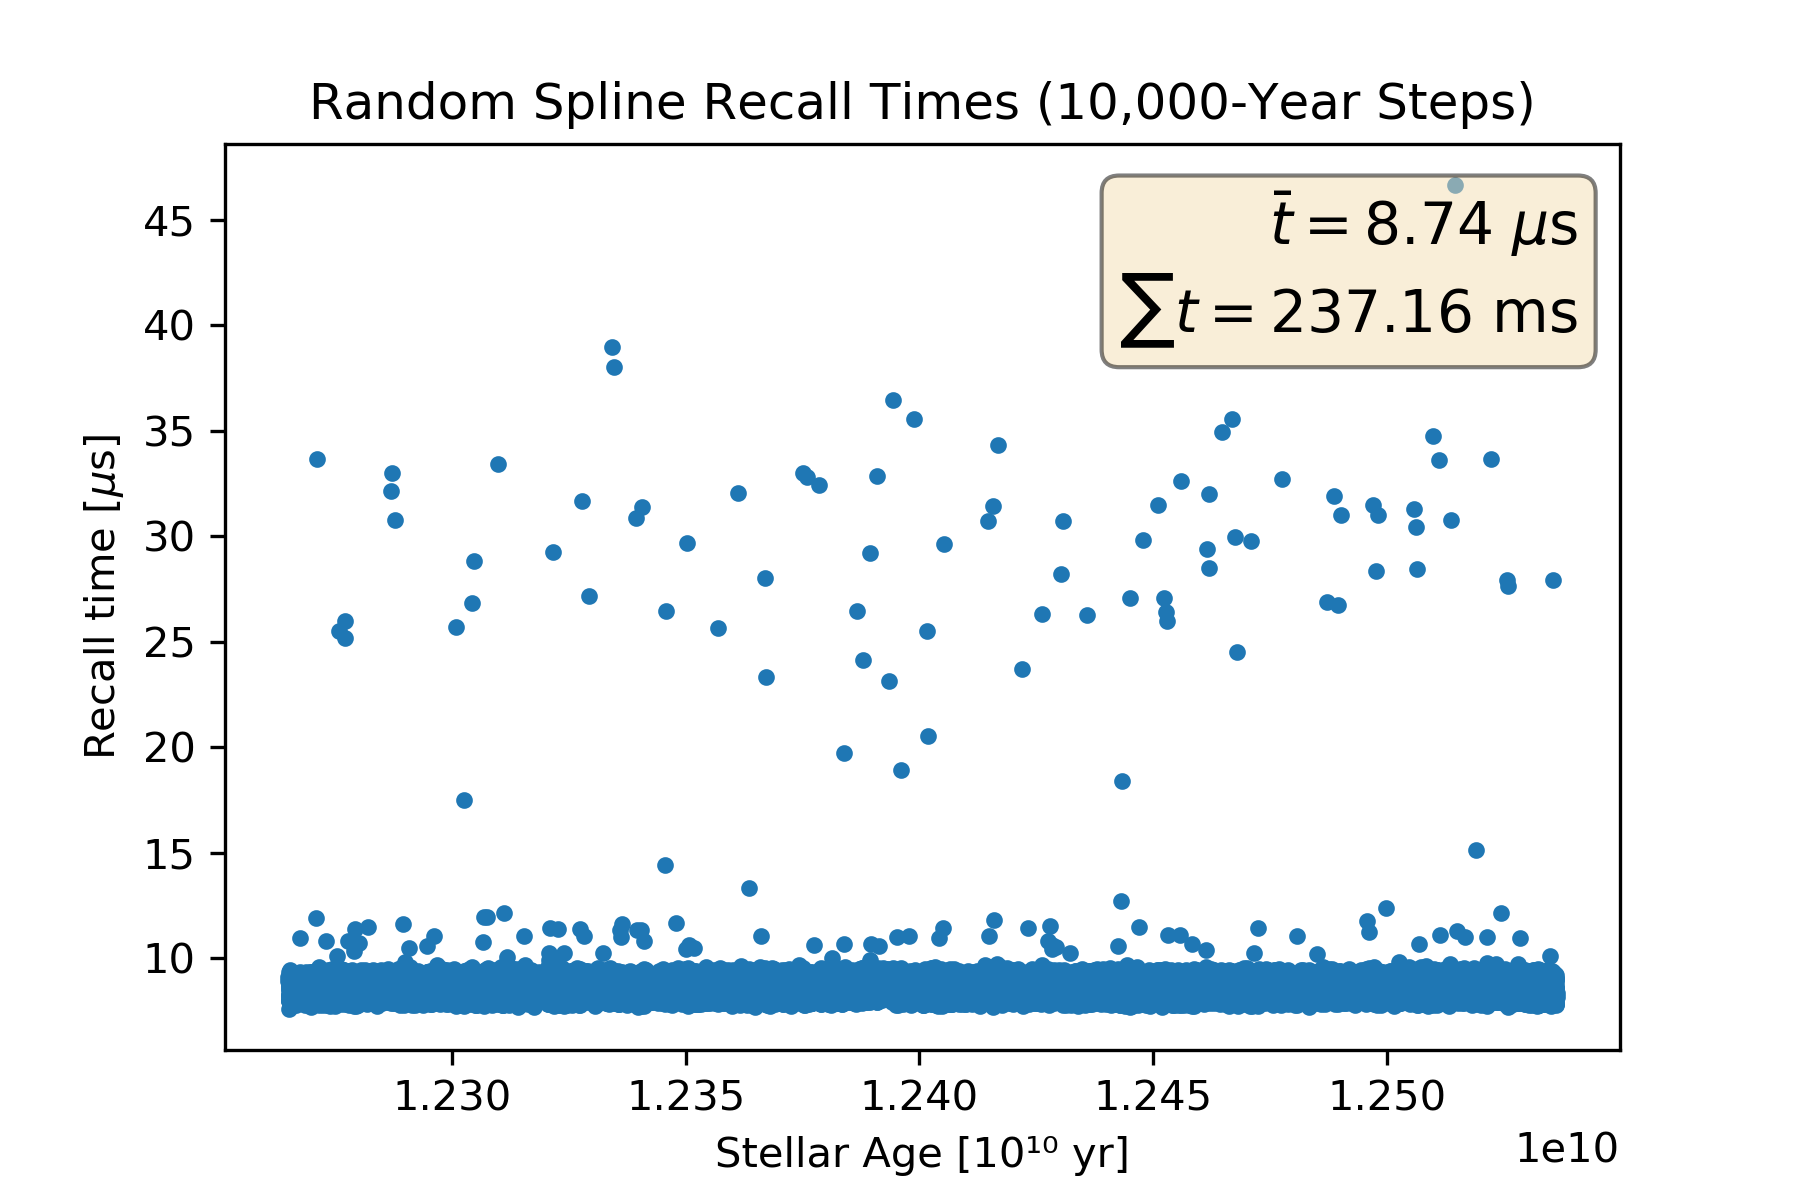 Random Spline Recall Times (10,000-Year Steps)
t̄ = 8.74 μs
∑t = 237.16 ms
45
40
35
30
25
20
15
10
Recall time [μs]
1.230 1.235 1.240 1.245 1.250
Stellar Age [10¹⁰ yr]
1e10